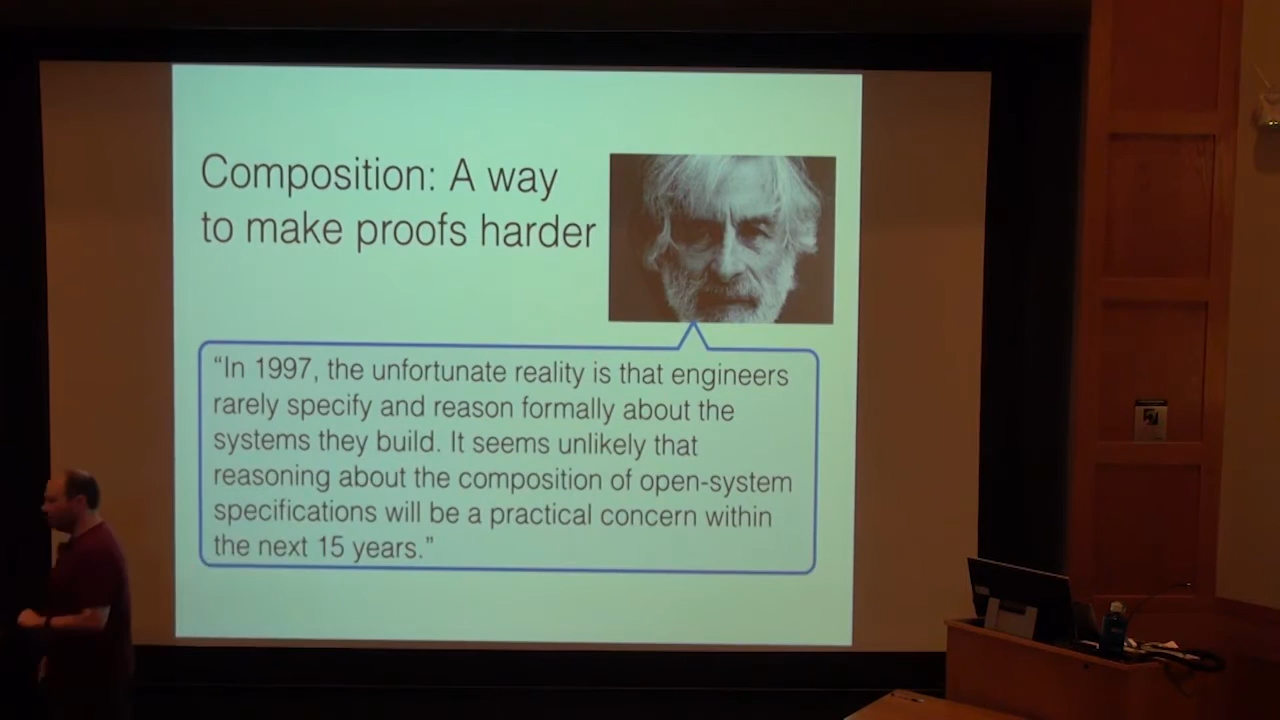 Composition: A way
to make proofs harder
“In 1997, the unfortunate reality is that engineers
rarely specify and reason formally about the
systems they build. It seems unlikely that
reasoning about the composition of open-system
specifications will be a practical concern within
the next 15 years.”